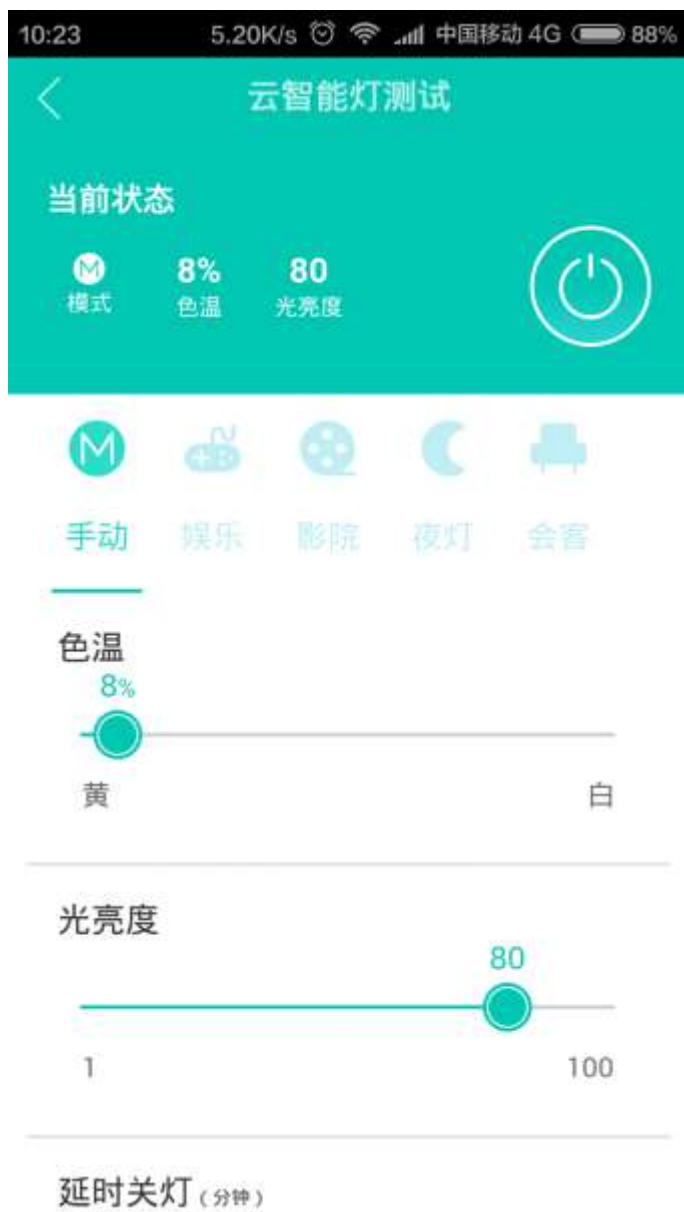 10:23 5.20K/s 中国移动 4G 88%
云智能灯测试
当前状态
M 8% 80
模式 色温 光亮度
M
手动 娱乐 影院 夜灯 会客
色温
8%
黄 白
光亮度
80
1 100
延时关灯(分钟)